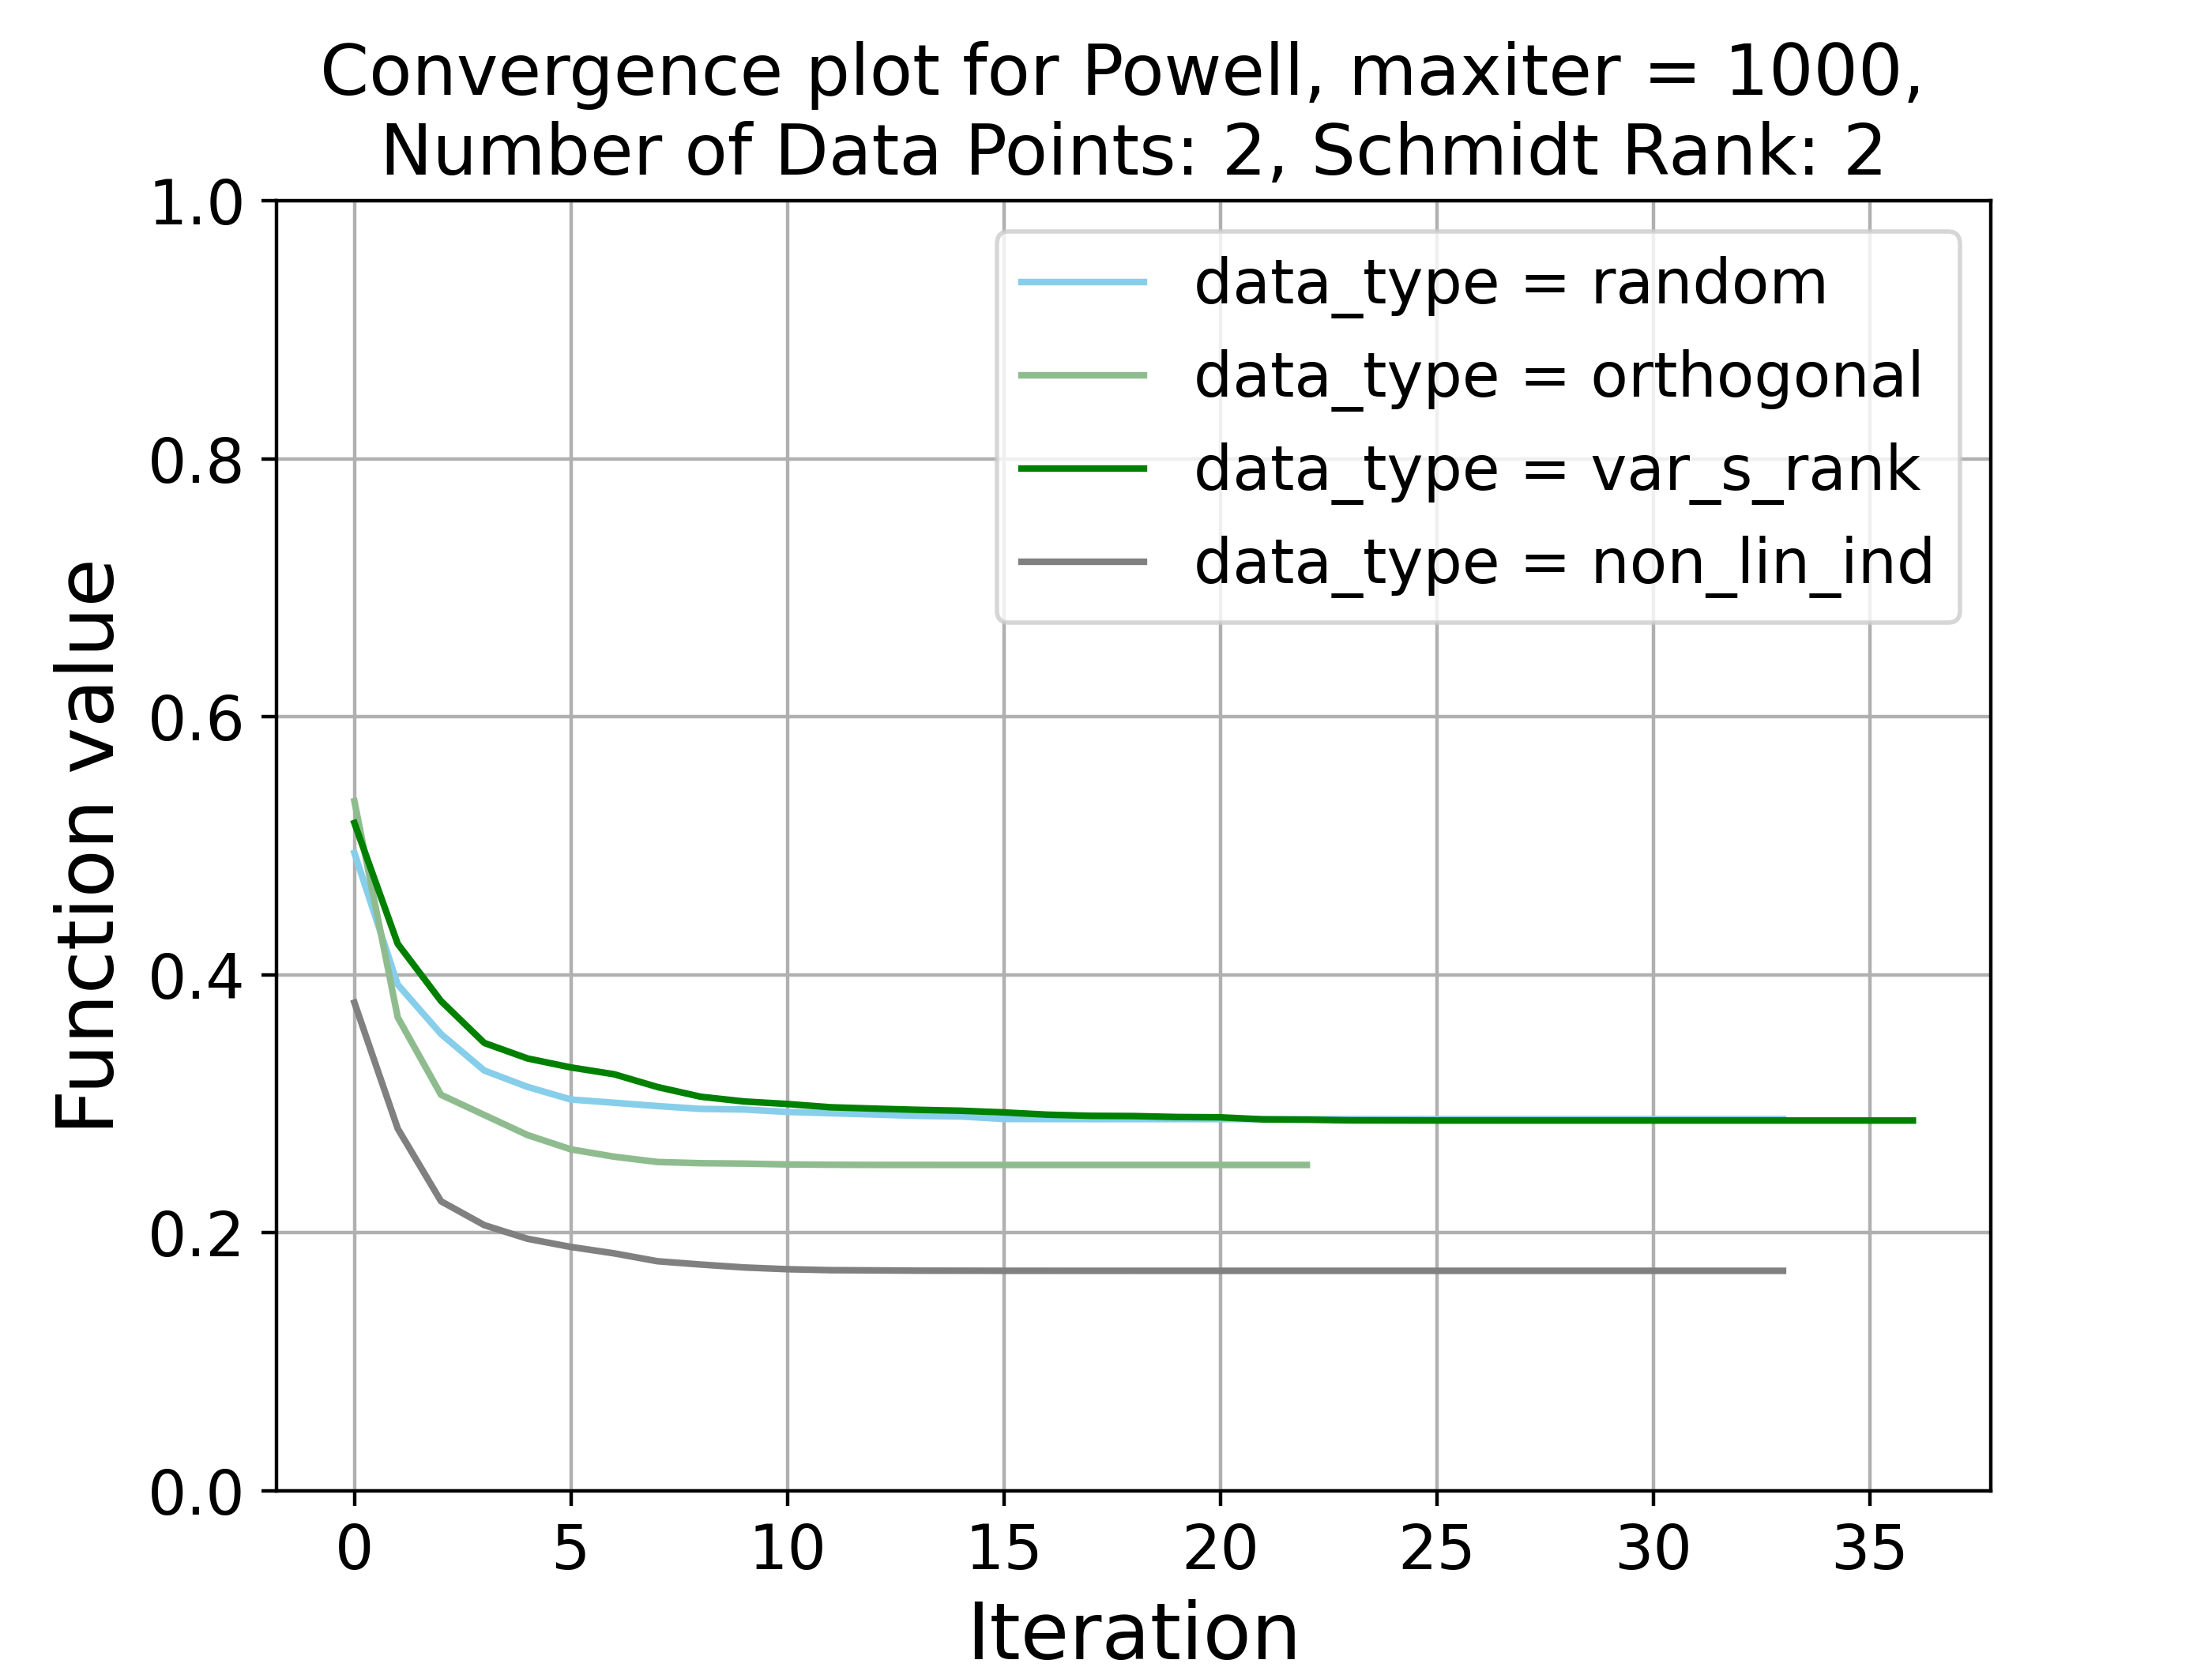 Convergence plot for Powell, maxiter = 1000,
Number of Data Points: 2, Schmidt Rank: 2
1.0
0.8
0.6
0.4
0.2
0.0
Function value
data_type = random
data_type = orthogonal
data_type = var_s_rank
data_type = non_lin_ind
0 5 10 15 20 25 30 35
Iteration